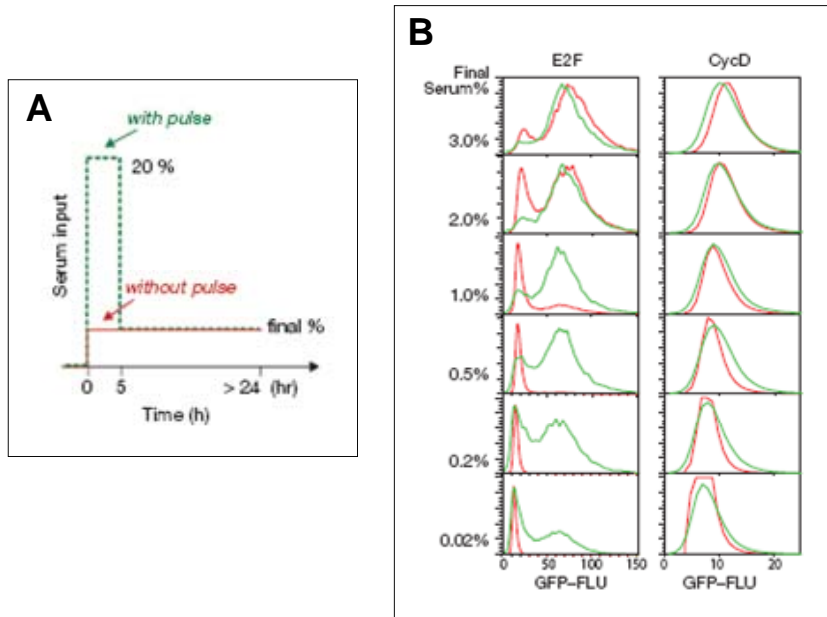 A
with pulse
20 %
Serum input
without pulse
final %
0 5 > 24 (hr)
Time (h)
B
E2F CycD
Final
Serum%
3.0%
2.0%
1.0%
0.5%
0.2%
0.02%
0 50 100 150 0 10 20
GFP–FLU GFP–FLU